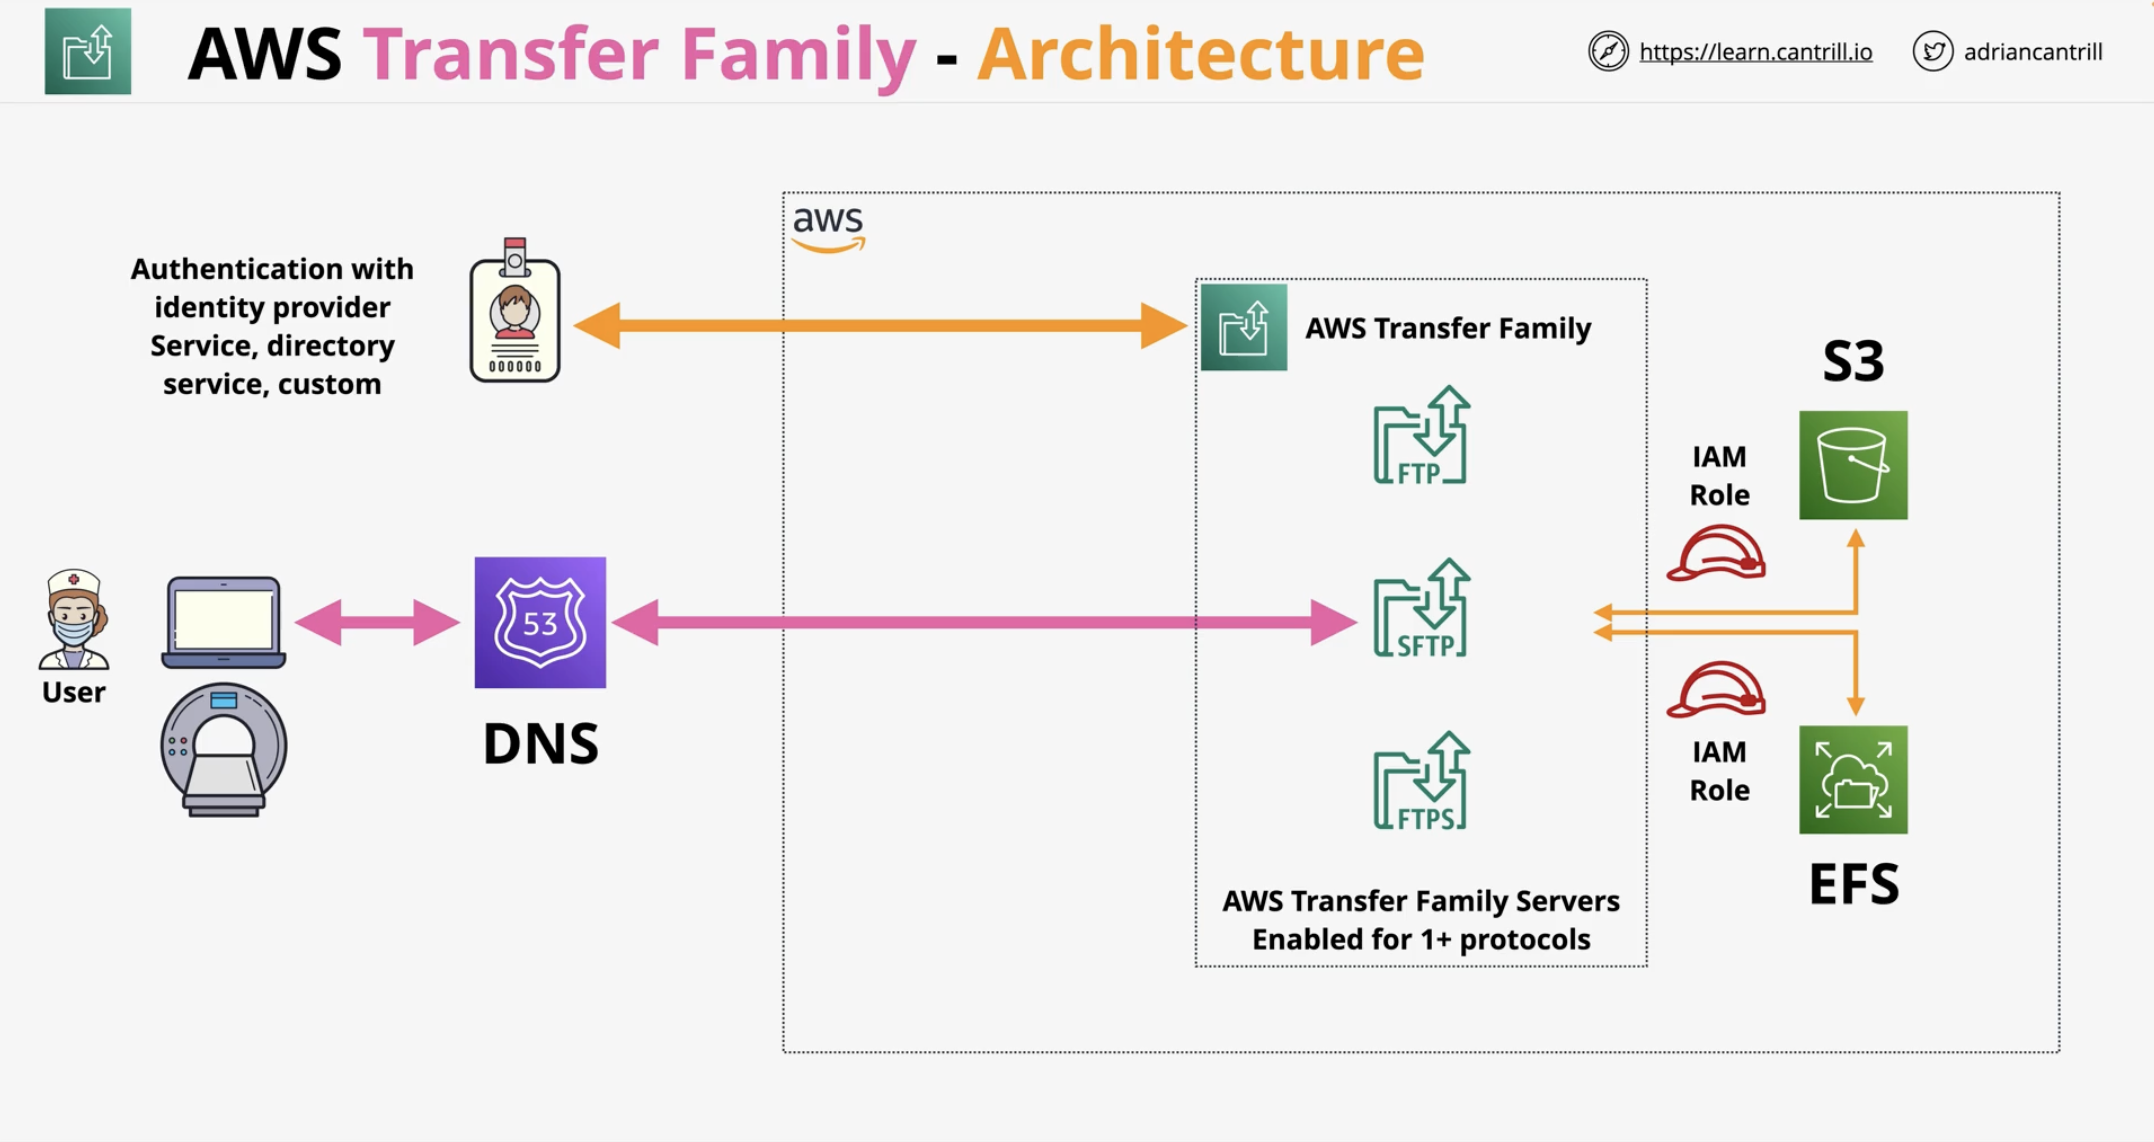 AWS Transfer Family - Architecture
https://learn.cantrill.io
adriancantrill
aws
Authentication with
identity provider
Service, directory
service, custom
000000
AWS Transfer Family
FTP
SFTP
FTPS
AWS Transfer Family Servers
Enabled for 1+ protocols
User
53
DNS
IAM
Role
S3
IAM
Role
EFS